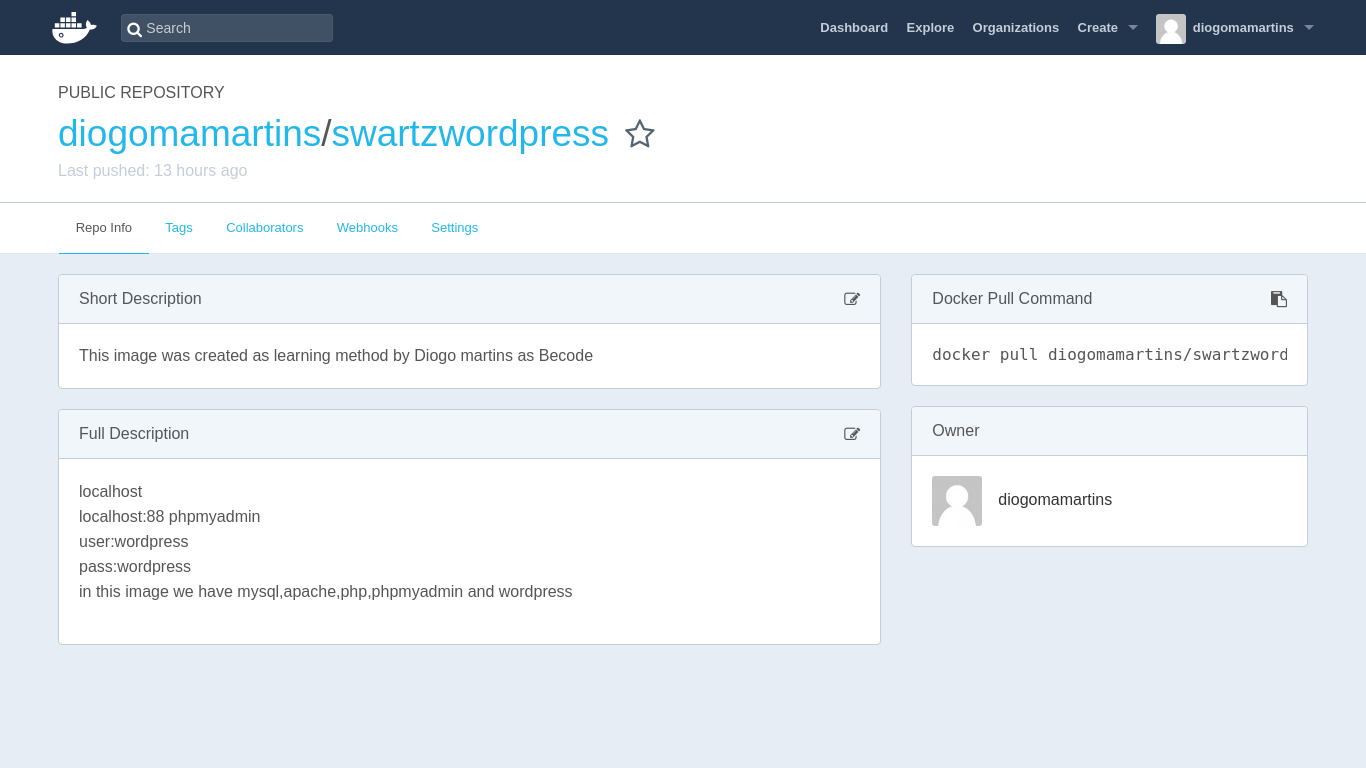 Search
Dashboard Explore Organizations Create diogomamartins
PUBLIC REPOSITORY
diogomamartins/swartzwordpress
Last pushed: 13 hours ago
Repo Info Tags Collaborators Webhooks Settings
Short Description
This image was created as learning method by Diogo martins as Becode
Full Description
localhost
localhost:88 phpmyadmin
user:wordpress
pass:wordpress
in this image we have mysql,apache,php,phpmyadmin and wordpress
Docker Pull Command
docker pull diogomamartins/swartzword
Owner
diogomamartins